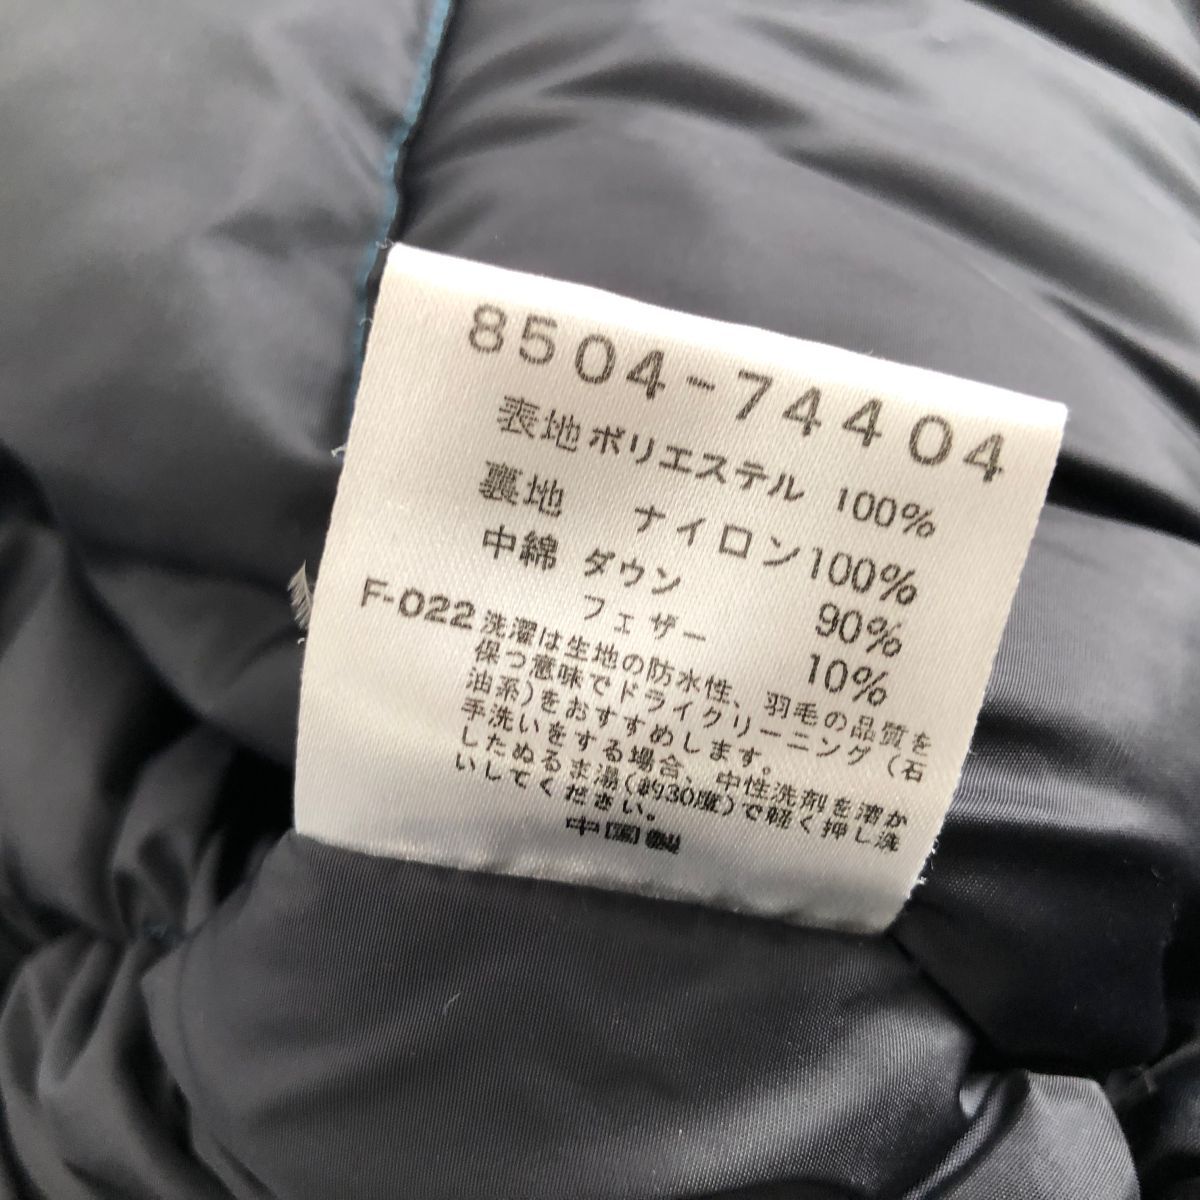 8504-74404
表地 ポリエステル 100%
裏地 ナイロン 100%
中綿 ダウン 90%
フェザー 10%
F-022 洗濯は生地の防水性、羽毛の品質を
保つ意味でドライクリーニング(石
油系)をおすすめします。
手洗いをする場合、中性洗剤を溶か
したぬるま湯(約30度)で軽く押し洗
いしてください。
中国製